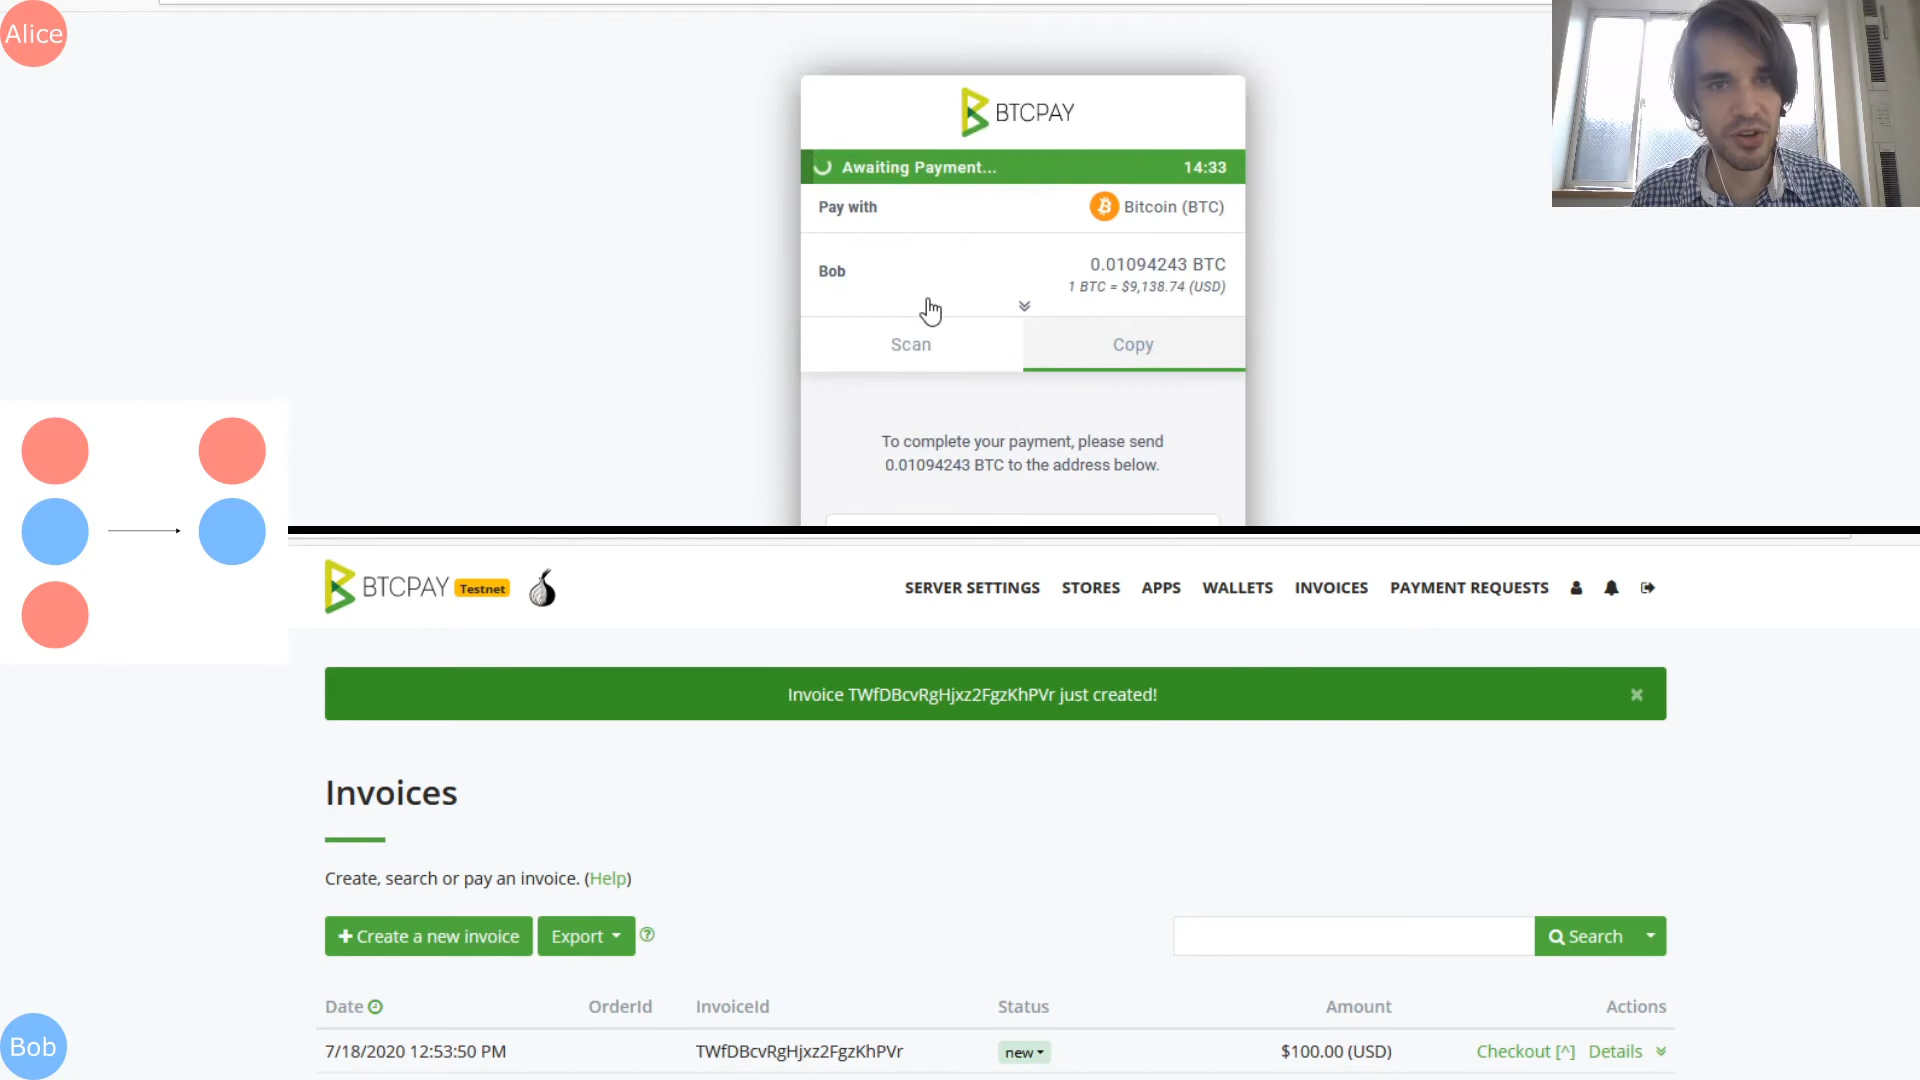 Alice
BTCPAY
Awaiting Payment... 14:33
Pay with Bitcoin (BTC)
Bob 0.01094243 BTC
1 BTC = $9,138.74 (USD)
Scan Copy
To complete your payment, please send
0.01094243 BTC to the address below.
BTCPAY Testnet SERVER SETTINGS STORES APPS WALLETS INVOICES PAYMENT REQUESTS
Invoice TWfDBcvRgHjxz2FgzKhPVr just created! ×
Invoices
Create, search or pay an invoice. (Help)
+ Create a new invoice Export ? Search
Date OrderId InvoiceId Status Amount Actions
7/18/2020 12:53:50 PM TWfDBcvRgHjxz2FgzKhPVr new $100.00 (USD) Checkout [^] Details
Bob